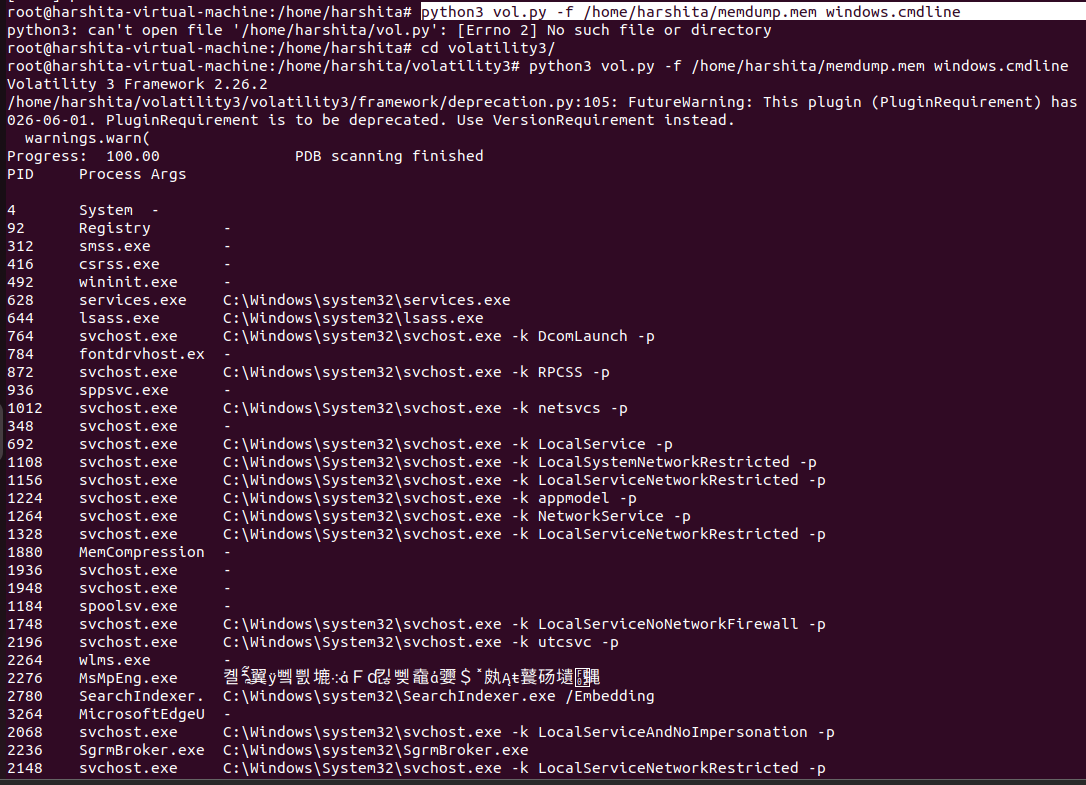 root@harshita-virtual-machine:/home/harshita# python3 vol.py -f /home/harshita/memdump.mem windows.cmdline
python3: can't open file '/home/harshita/vol.py': [Errno 2] No such file or directory
root@harshita-virtual-machine:/home/harshita# cd volatility3/
root@harshita-virtual-machine:/home/harshita/volatility3# python3 vol.py -f /home/harshita/memdump.mem windows.cmdline
Volatility 3 Framework 2.26.2
/home/harshita/volatility3/volatility3/framework/deprecation.py:105: FutureWarning: This plugin (PluginRequirement) has
026-06-01. PluginRequirement is to be deprecated. Use VersionRequirement instead.
  warnings.warn(
Progress:  100.00               PDB scanning finished
PID     Process Args

4       System  -
92      Registry        -
312     smss.exe        -
416     csrss.exe       -
492     wininit.exe     -
628     services.exe    C:\Windows\system32\services.exe
644     lsass.exe       C:\Windows\system32\lsass.exe
764     svchost.exe     C:\Windows\system32\svchost.exe -k DcomLaunch -p
784     fontdrvhost.ex  -
872     svchost.exe     C:\Windows\system32\svchost.exe -k RPCSS -p
936     sppsvc.exe      -
1012    svchost.exe     C:\Windows\System32\svchost.exe -k netsvcs -p
348     svchost.exe     -
692     svchost.exe     C:\Windows\system32\svchost.exe -k LocalService -p
1108    svchost.exe     C:\Windows\system32\svchost.exe -k LocalSystemNetworkRestricted -p
1156    svchost.exe     C:\Windows\system32\svchost.exe -k LocalServiceNetworkRestricted -p
1224    svchost.exe     C:\Windows\system32\svchost.exe -k appmodel -p
1264    svchost.exe     C:\Windows\System32\svchost.exe -k NetworkService -p
1328    svchost.exe     C:\Windows\System32\svchost.exe -k LocalServiceNetworkRestricted -p
1880    MemCompression  -
1936    svchost.exe     -
1948    svchost.exe     -
1184    spoolsv.exe     -
1748    svchost.exe     C:\Windows\system32\svchost.exe -k LocalServiceNoNetworkFirewall -p
2196    svchost.exe     C:\Windows\System32\svchost.exe -k utcsvc -p
2264    wlms.exe        -
2276    MsMpEng.exe
2780    SearchIndexer.  C:\Windows\System32\SearchIndexer.exe /Embedding
3264    MicrosoftEdgeU  -
2068    svchost.exe     C:\Windows\system32\svchost.exe -k LocalServiceAndNoImpersonation -p
2236    SgrmBroker.exe  C:\Windows\system32\SgrmBroker.exe
2148    svchost.exe     C:\Windows\System32\svchost.exe -k LocalServiceNetworkRestricted -p